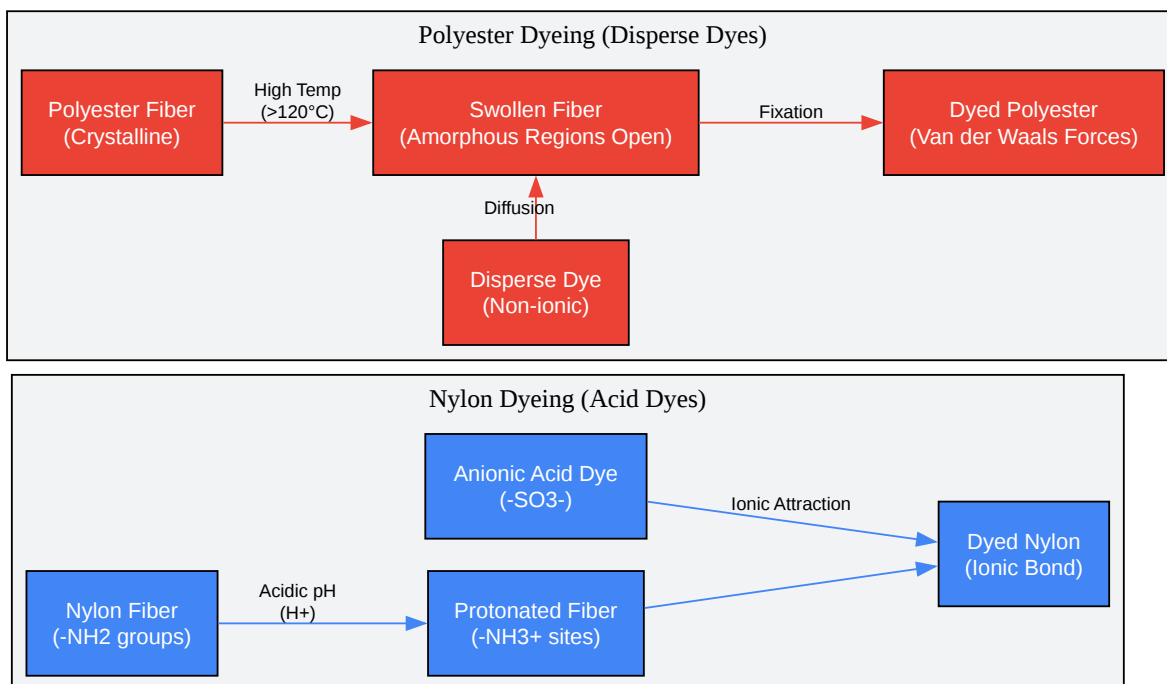 Polyester Dyeing (Disperse Dyes)
Polyester Fiber
(Crystalline)
High Temp
(>120°C)
Swollen Fiber
(Amorphous Regions Open)
Fixation
Dyed Polyester
(Van der Waals Forces)
Diffusion
Disperse Dye
(Non-ionic)
Nylon Dyeing (Acid Dyes)
Anionic Acid Dye
(-SO3-)
Ionic Attraction
Dyed Nylon
(Ionic Bond)
Nylon Fiber
(-NH2 groups)
Acidic pH
(H+)
Protonated Fiber
(-NH3+ sites)